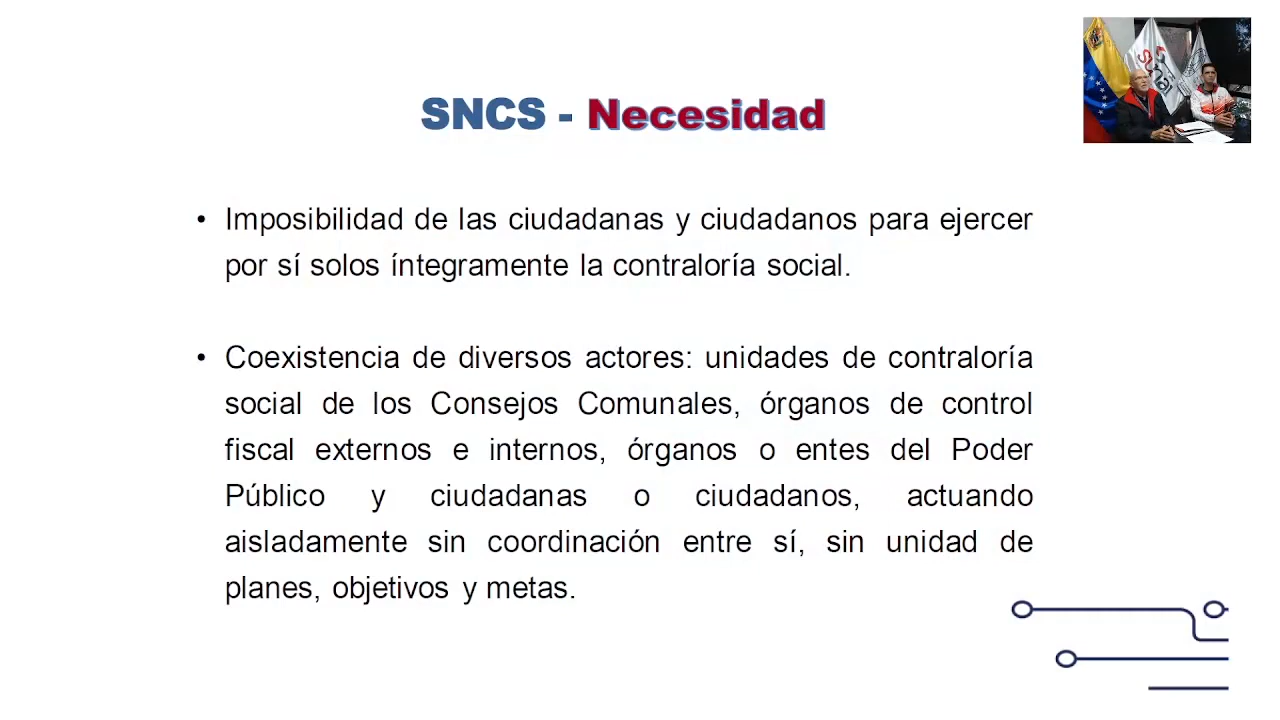 SNCS - Necesidad
• Imposibilidad de las ciudadanas y ciudadanos para ejercer
por sí solos íntegramente la contraloría social.
• Coexistencia de diversos actores: unidades de contraloría
social de los Consejos Comunales, órganos de control
fiscal externos e internos, órganos o entes del Poder
Público y ciudadanas o ciudadanos, actuando
aisladamente sin coordinación entre sí, sin unidad de
planes, objetivos y metas.